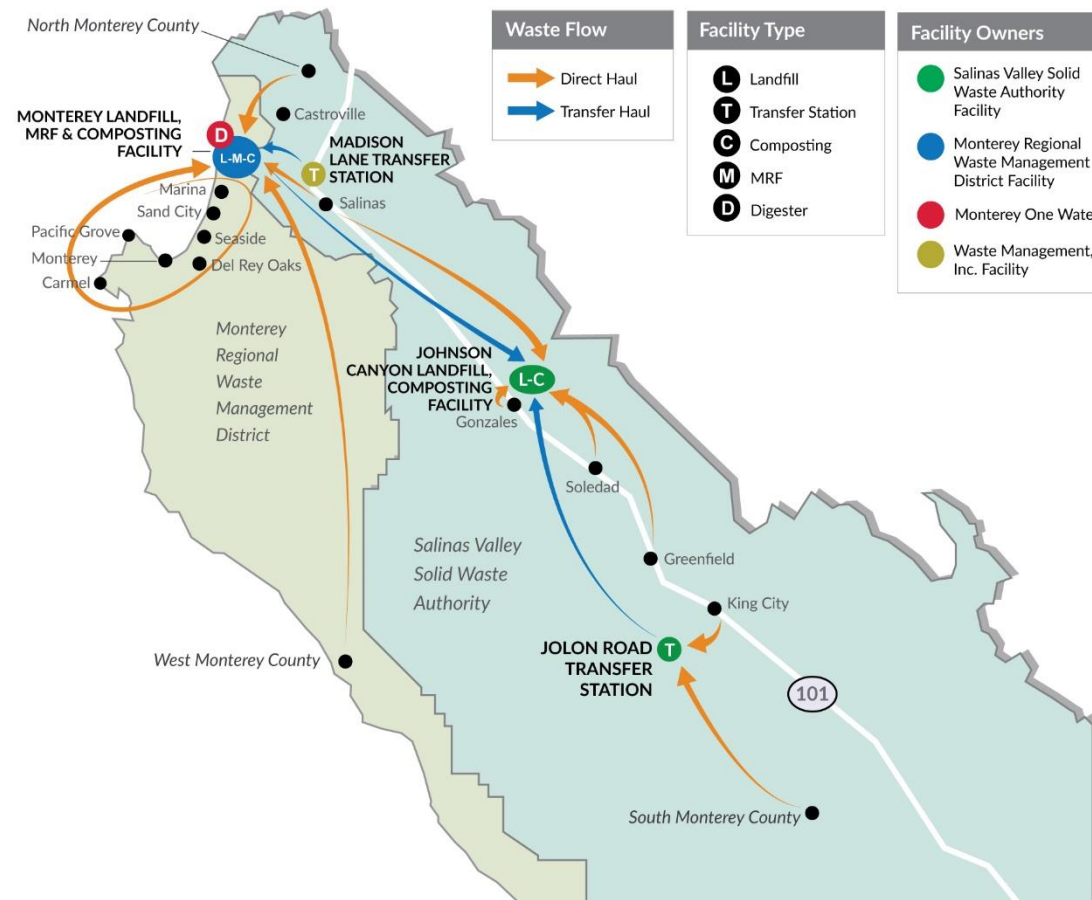 North Monterey County
MONTEREY LANDFILL,
MRF & COMPOSTING
FACILITY
D
L-M-C
Castroville
MADISON
LANE TRANSFER
STATION
T
Salinas
Marina
Sand City
Pacific Grove
Seaside
Monterey
Del Rey Oaks
Carmel
Monterey
Regional
Waste
Management
District
JOHNSON
CANYON LANDFILL,
COMPOSTING
FACILITY
L-C
Gonzales
Soledad
Salinas Valley
Solid Waste
Authority
Greenfield
King City
West Monterey County
JOLON ROAD
TRANSFER
STATION
T
101
South Monterey County
Waste Flow
Direct Haul
Transfer Haul
Facility Type
L Landfill
T Transfer Station
C Composting
M MRF
D Digester
Facility Owners
Salinas Valley Solid
Waste Authority
Facility
Monterey Regional
Waste Management
District Facility
Monterey One Wate
Waste Management,
Inc. Facility